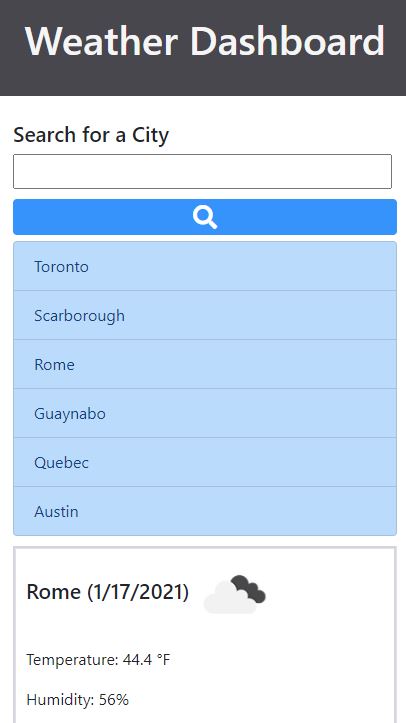 Weather Dashboard
Search for a City
Toronto
Scarborough
Rome
Guaynabo
Quebec
Austin
Rome (1/17/2021)
Temperature: 44.4 °F
Humidity: 56%